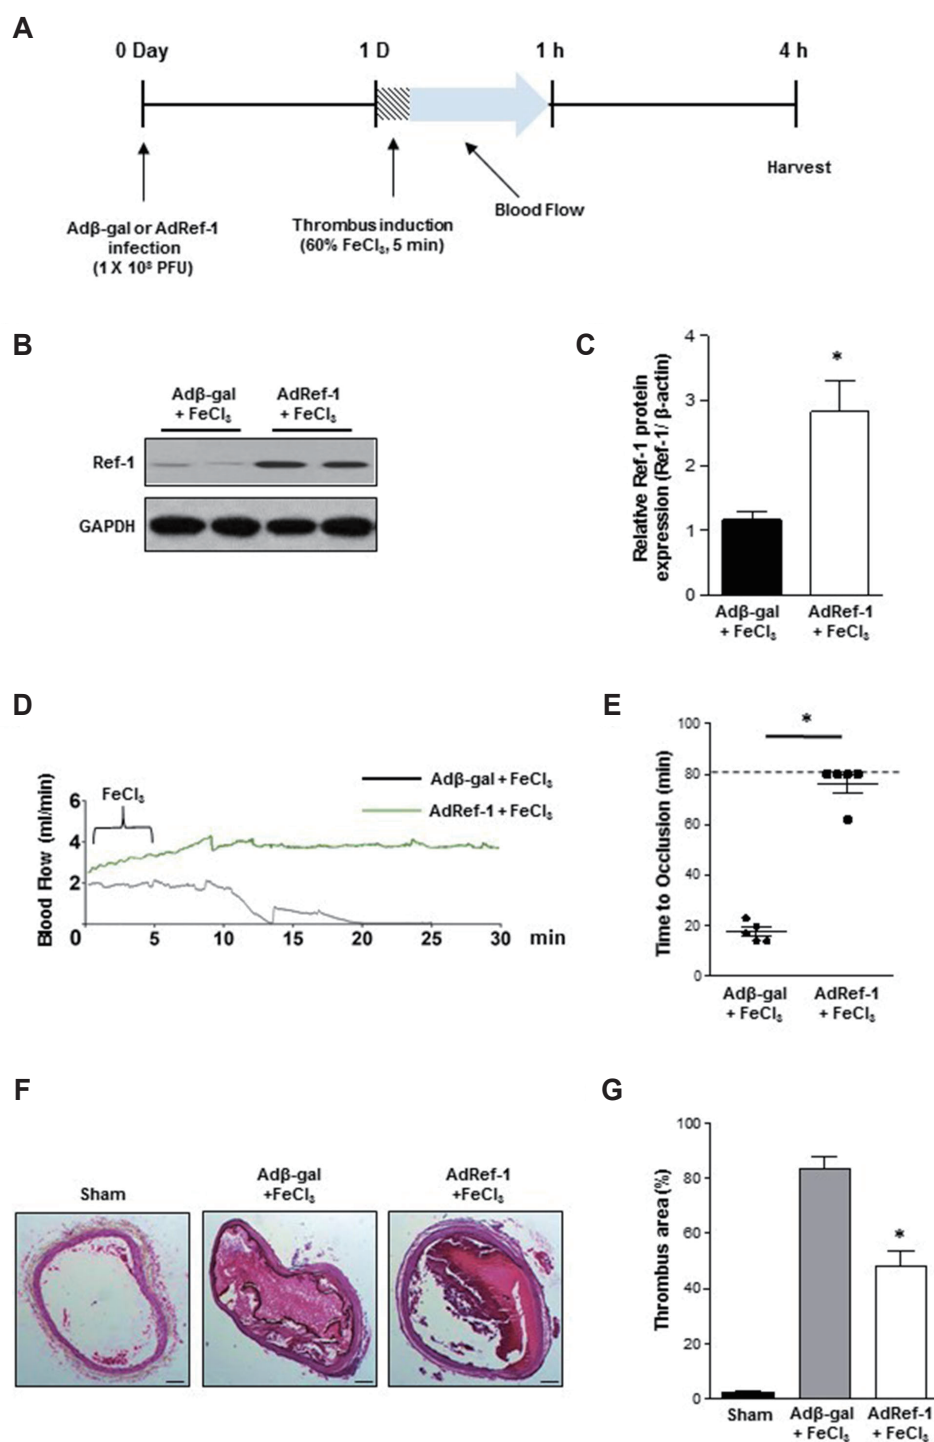 A
0 Day 1 D 1 h 4 h
Harvest
Blood Flow
Adβ-gal or AdRef-1
infection
(1 X 10⁸ PFU)
Thrombus induction
(60% FeCl₃, 5 min)
B
Adβ-gal
+ FeCl₃
AdRef-1
+ FeCl₃
Ref-1
GAPDH
C
Relative Ref-1 protein
expression (Ref-1/ β-actin)
4
3
2
1
0
*
Adβ-gal
+ FeCl₃
AdRef-1
+ FeCl₃
D
Blood Flow (ml/min)
6
4
2
0 5 10 15 20 25 30 min
FeCl₃
Adβ-gal + FeCl₃
AdRef-1 + FeCl₃
E
Time to Occlusion (min)
100
80
60
40
20
0
*
Adβ-gal
+ FeCl₃
AdRef-1
+ FeCl₃
F
Sham
Adβ-gal
+FeCl₃
AdRef-1
+FeCl₃
G
Thrombus area (%)
100
80
60
40
20
0
*
Sham
Adβ-gal
+ FeCl₃
AdRef-1
+ FeCl₃